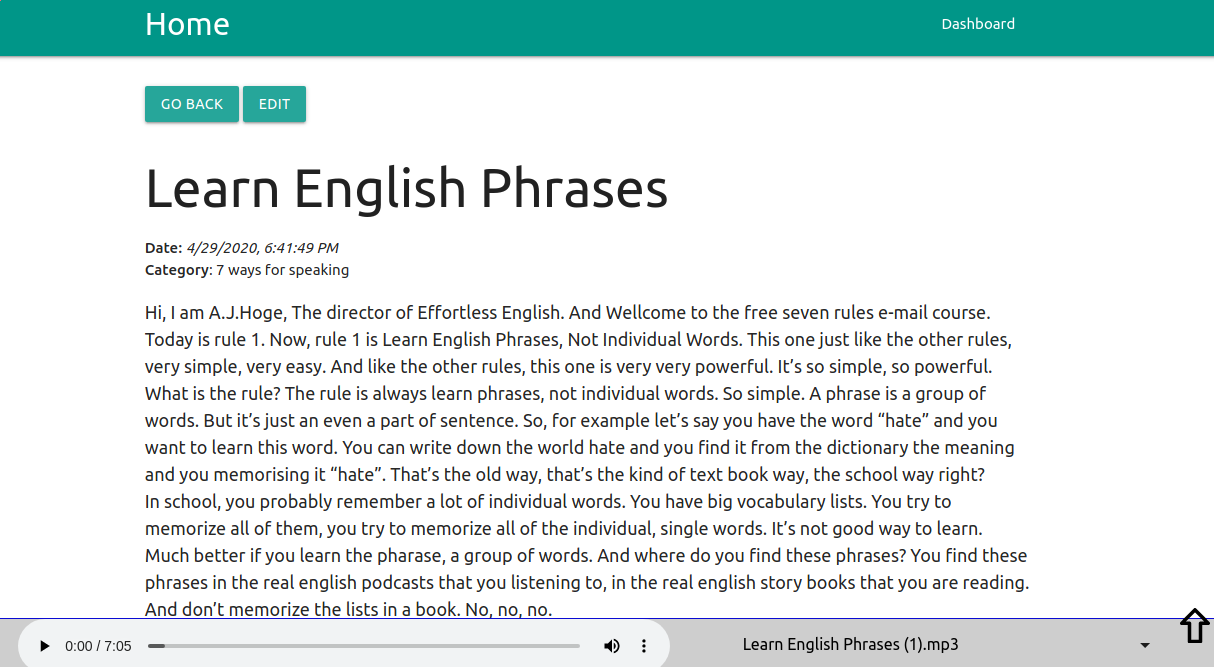 Home
Dashboard
GO BACK
EDIT
Learn English Phrases
Date: 4/29/2020, 6:41:49 PM
Category: 7 ways for speaking
Hi, I am A.J.Hoge, The director of Effortless English. And Wellcome to the free seven rules e-mail course.
Today is rule 1. Now, rule 1 is Learn English Phrases, Not Individual Words. This one just like the other rules,
very simple, very easy. And like the other rules, this one is very very powerful. It’s so simple, so powerful.
What is the rule? The rule is always learn phrases, not individual words. So simple. A phrase is a group of
words. But it’s just an even a part of sentence. So, for example let’s say you have the word “hate” and you
want to learn this word. You can write down the world hate and you find it from the dictionary the meaning
and you memorising it “hate”. That’s the old way, that’s the kind of text book way, the school way right?
In school, you probably remember a lot of individual words. You have big vocabulary lists. You try to
memorize all of them, you try to memorize all of the individual, single words. It’s not good way to learn.
Much better if you learn the pharase, a group of words. And where do you find these phrases? You find these
phrases in the real english podcasts that you listening to, in the real english story books that you are reading.
And don’t memorize the lists in a book. No, no, no.
0:00 / 7:05
Learn English Phrases (1).mp3